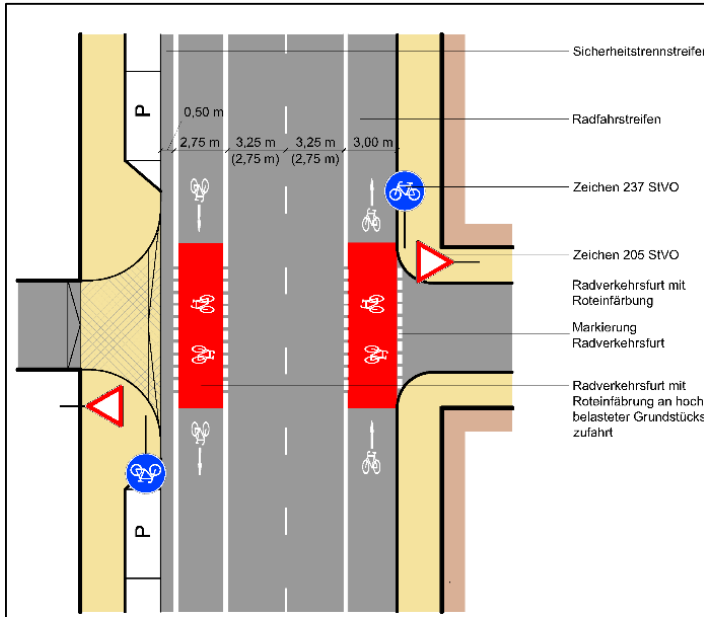 Sicherheitstrennstreifen
P
0,50 m
Radfahrstreifen
2,75 m
3,25 m
3,25 m
3,00 m
(2,75 m)
(2,75 m)
Zeichen 237 StVO
Zeichen 205 StVO
Radverkehrsfurt mit
Roteinfärbung
Markierung
Radverkehrsfurt
Radverkehrsfurt mit
Roteinfäbrung an hoch
belasteter Grundstücks
zufahrt
P